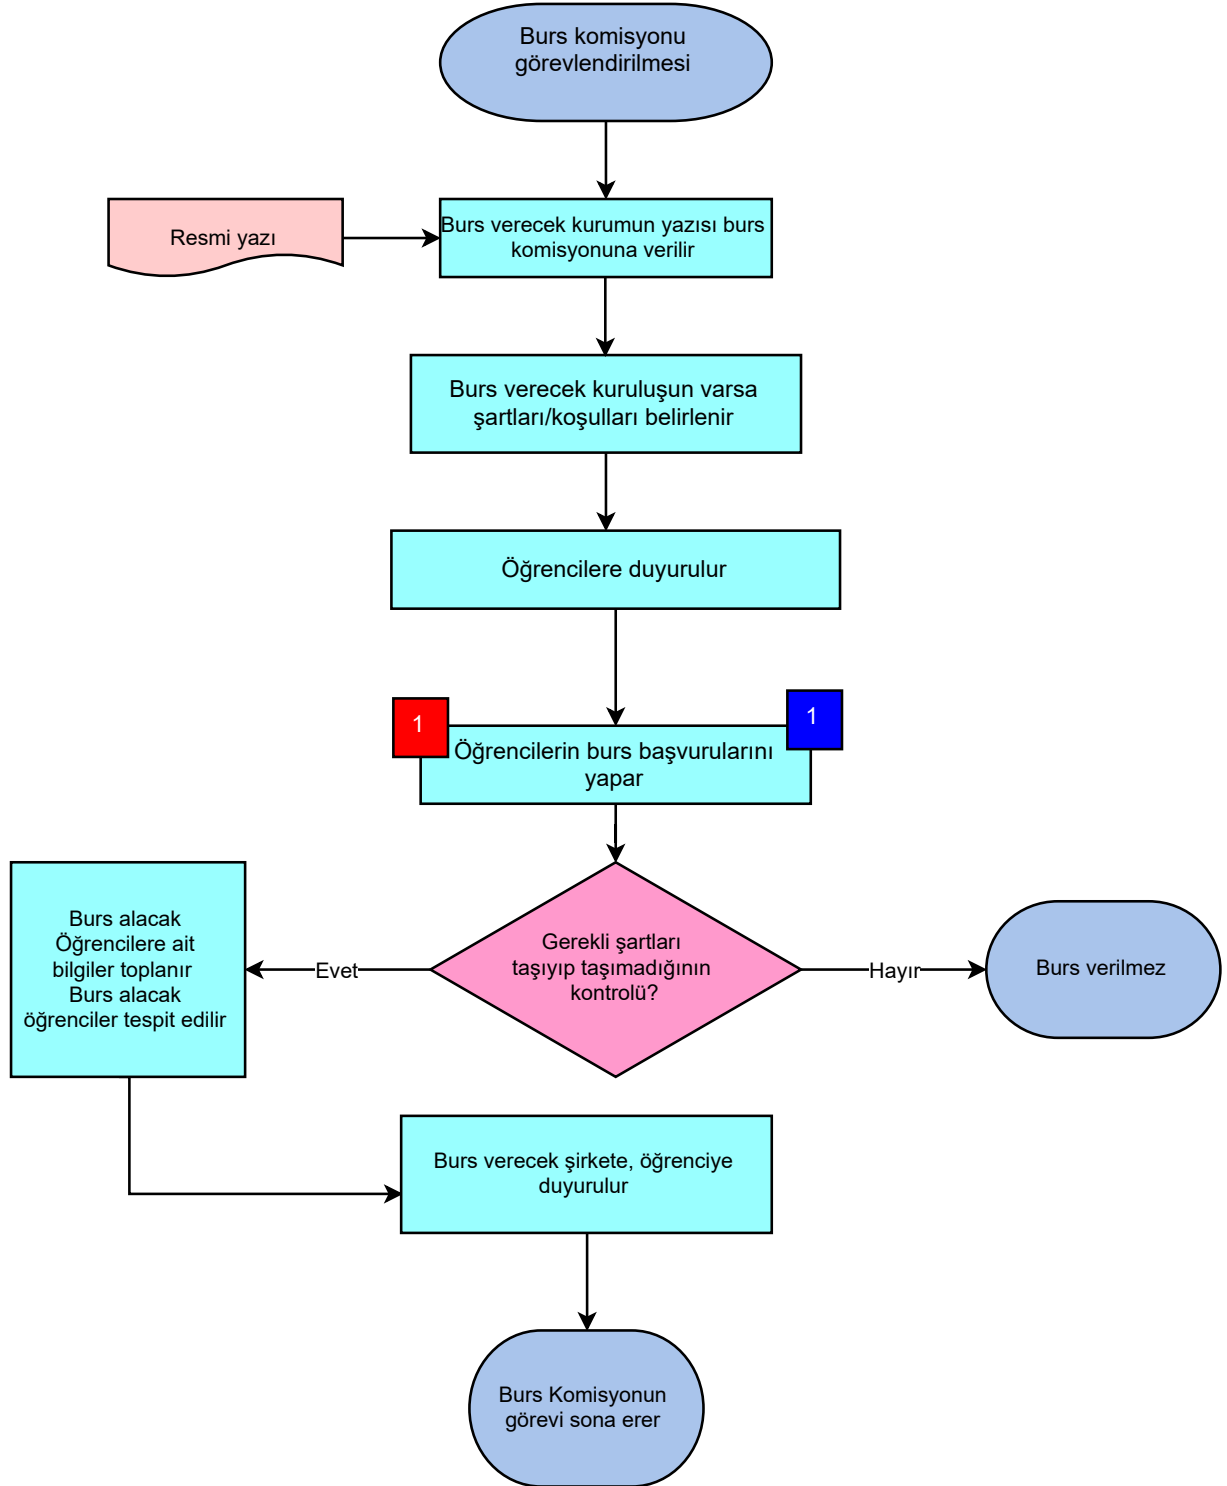 Burs komisyonu
görevlendirilmesi
Resmi yazı
Burs verecek kurumun yazısı burs
komisyonuna verilir
Burs verecek kuruluşun varsa
şartları/koşulları belirlenir
Öğrencilere duyurulur
1
1
Öğrencilerin burs başvurularını
yapar
Burs alacak
Öğrencilere ait
bilgiler toplanır
Burs alacak
öğrenciler tespit edilir
Evet
Gerekli şartları
taşıyıp taşımadığının
kontrolü?
Hayır
Burs verilmez
Burs verecek şirkete, öğrenciye
duyurulur
Burs Komisyonun
görevi sona erer